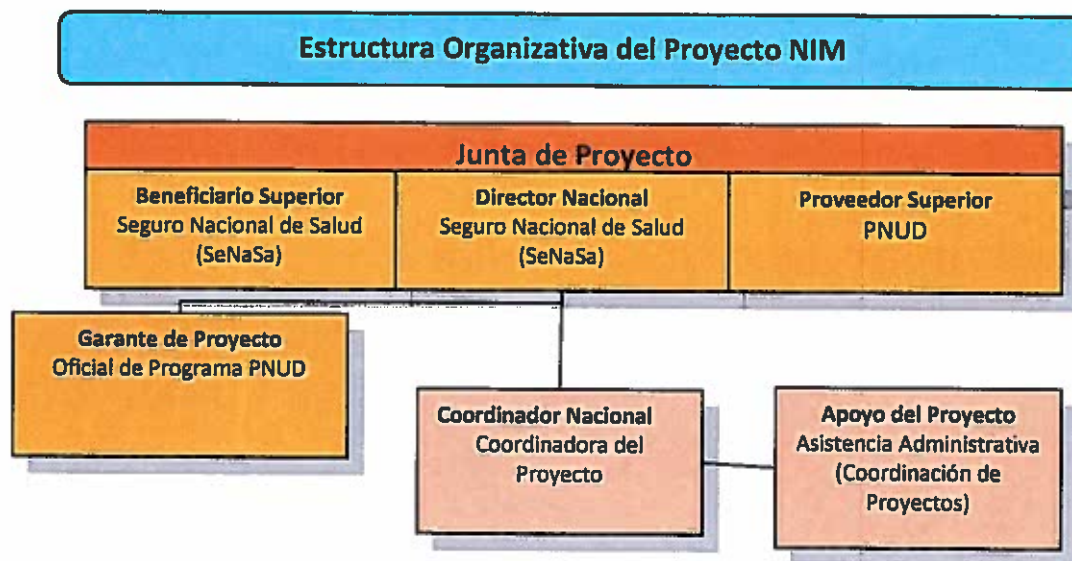 Estructura Organizativa del Proyecto NIM
Junta de Proyecto
Beneficiario Superior
Seguro Nacional de Salud
(SeNaSa)
Director Nacional
Seguro Nacional de Salud
(SeNaSa)
Proveedor Superior
PNUD
Garante de Proyecto
Oficial de Programa PNUD
Coordinador Nacional
Coordinadora del
Proyecto
Apoyo del Proyecto
Asistencia Administrativa
(Coordinación de
Proyectos)